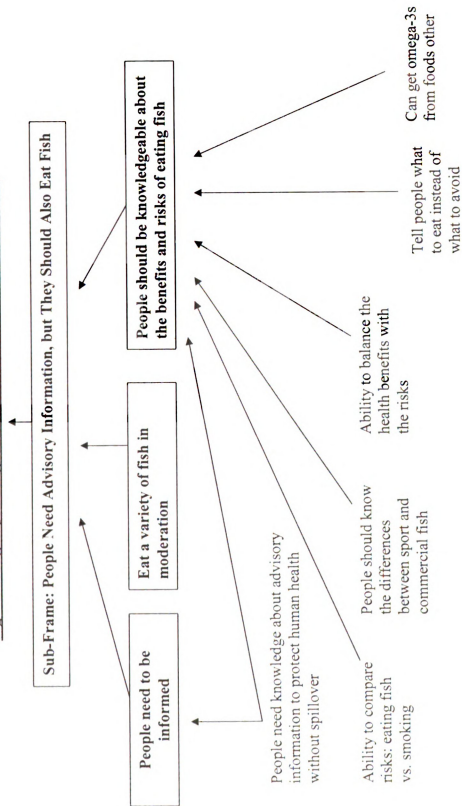 Sub-Frame: People Need Advisory Information, but They Should Also Eat Fish
People need to be
informed
Eat a variety of fish in
moderation
People should be knowledgeable about
the benefits and risks of eating fish
People need knowledge about advisory
information to protect human health
without spillover
Ability to compare
risks: eating fish
vs. smoking
People should know
the differences
between sport and
commercial fish
Ability to balance the
health benefits with
the risks
Tell people what
to eat instead of
what to avoid
Can get omega-3s
from foods other